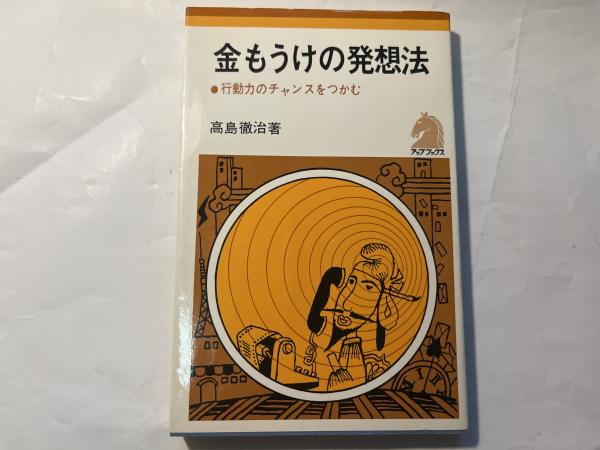 金もうけの発想法
●行動力のチャンスをつかむ
高島徹治著
アップブックス